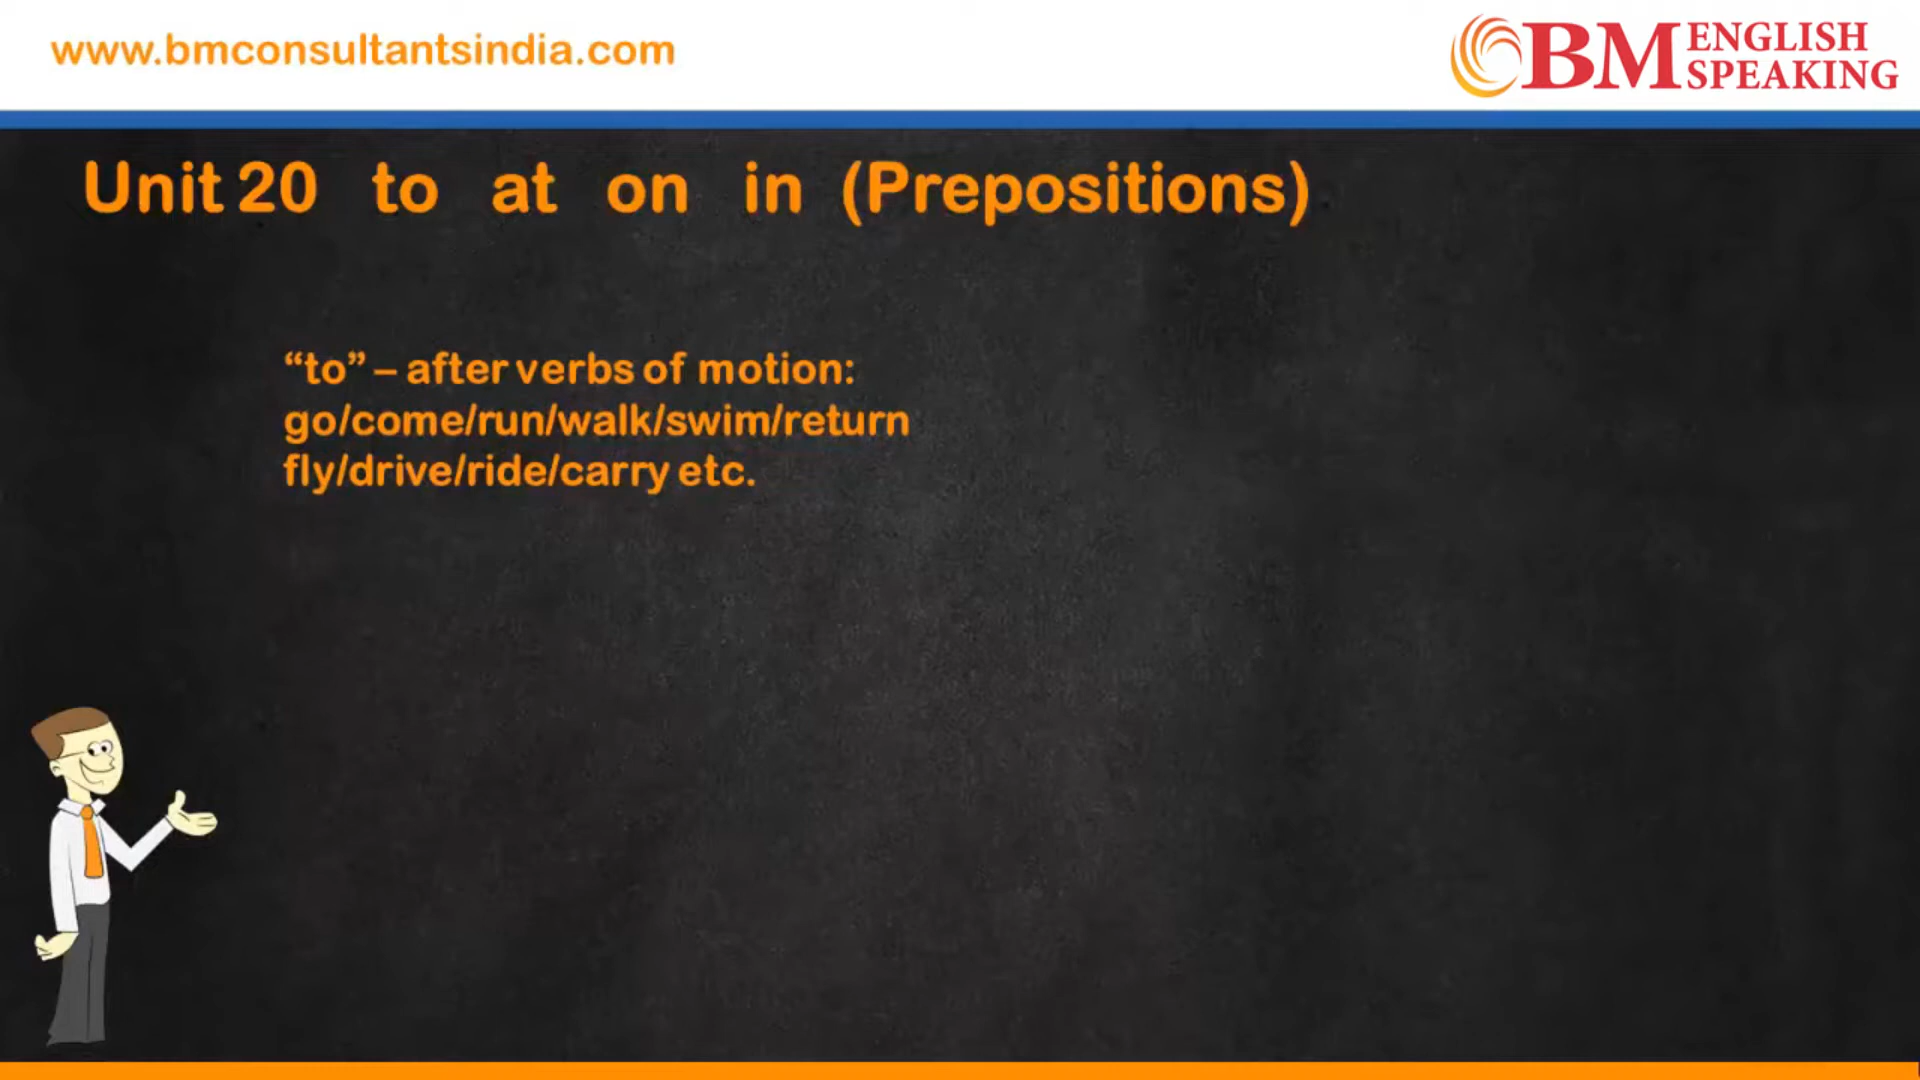 www.bmconsultantsindia.com
BM ENGLISH SPEAKING
Unit 20 to at on in (Prepositions)
“to” – after verbs of motion:
go/come/run/walk/swim/return
fly/drive/ride/carry etc.